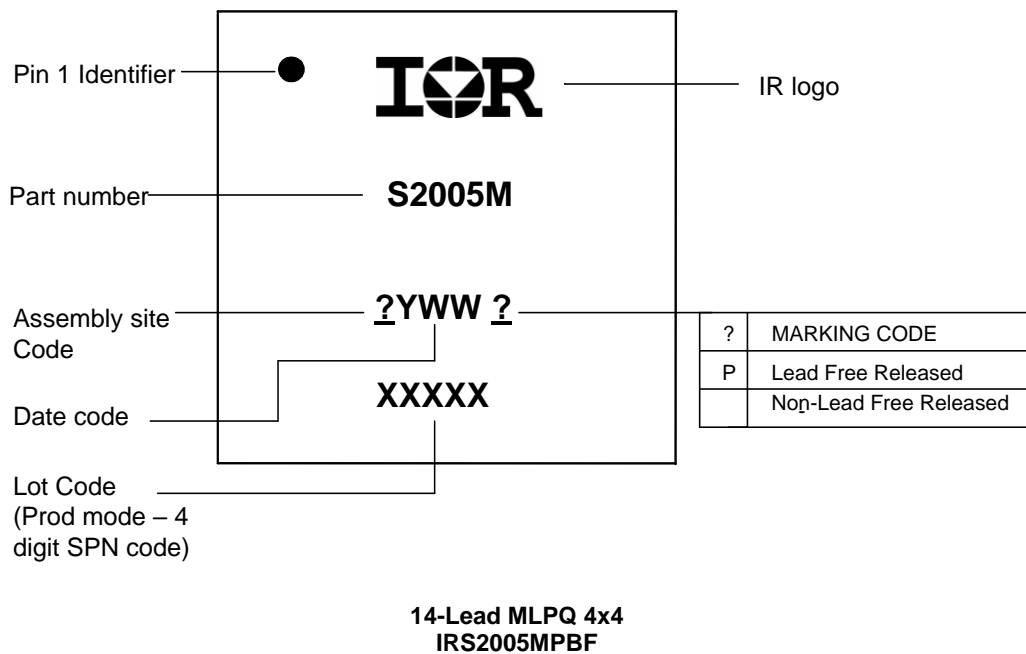 Pin 1 Identifier
IOR
IR logo
Part number
S2005M
Assembly site
Code
?YWW ?
? MARKING CODE
P Lead Free Released
Non-Lead Free Released
Date code
XXXXX
Lot Code
(Prod mode – 4
digit SPN code)
14-Lead MLPQ 4x4
IRS2005MPBF